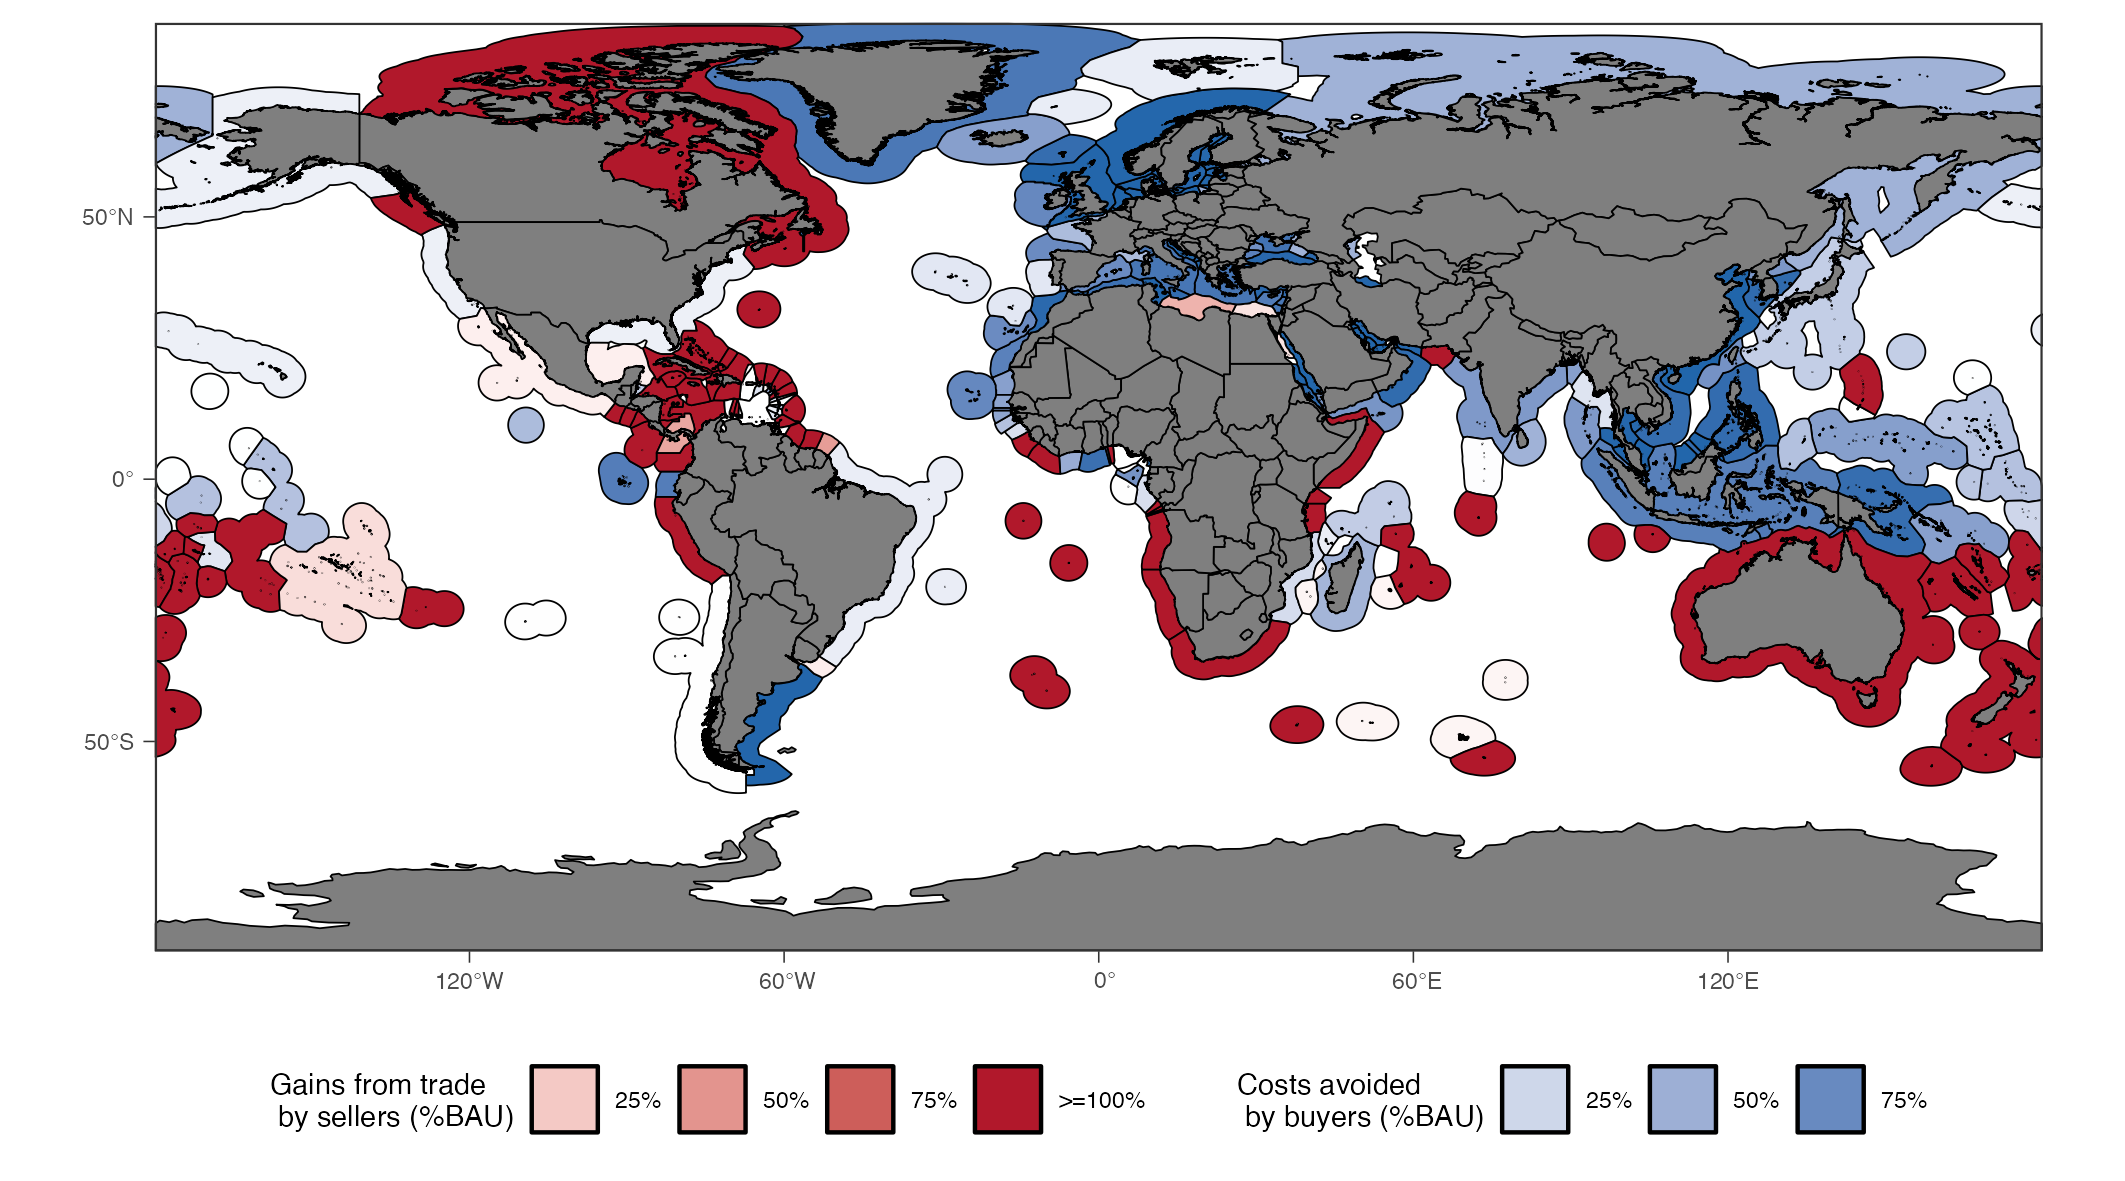 50°N
0°
50°S
120°W
60°W
0°
60°E
120°E
Gains from trade
by sellers (%BAU)
25%
50%
75%
>=100%
Costs avoided
by buyers (%BAU)
25%
50%
75%